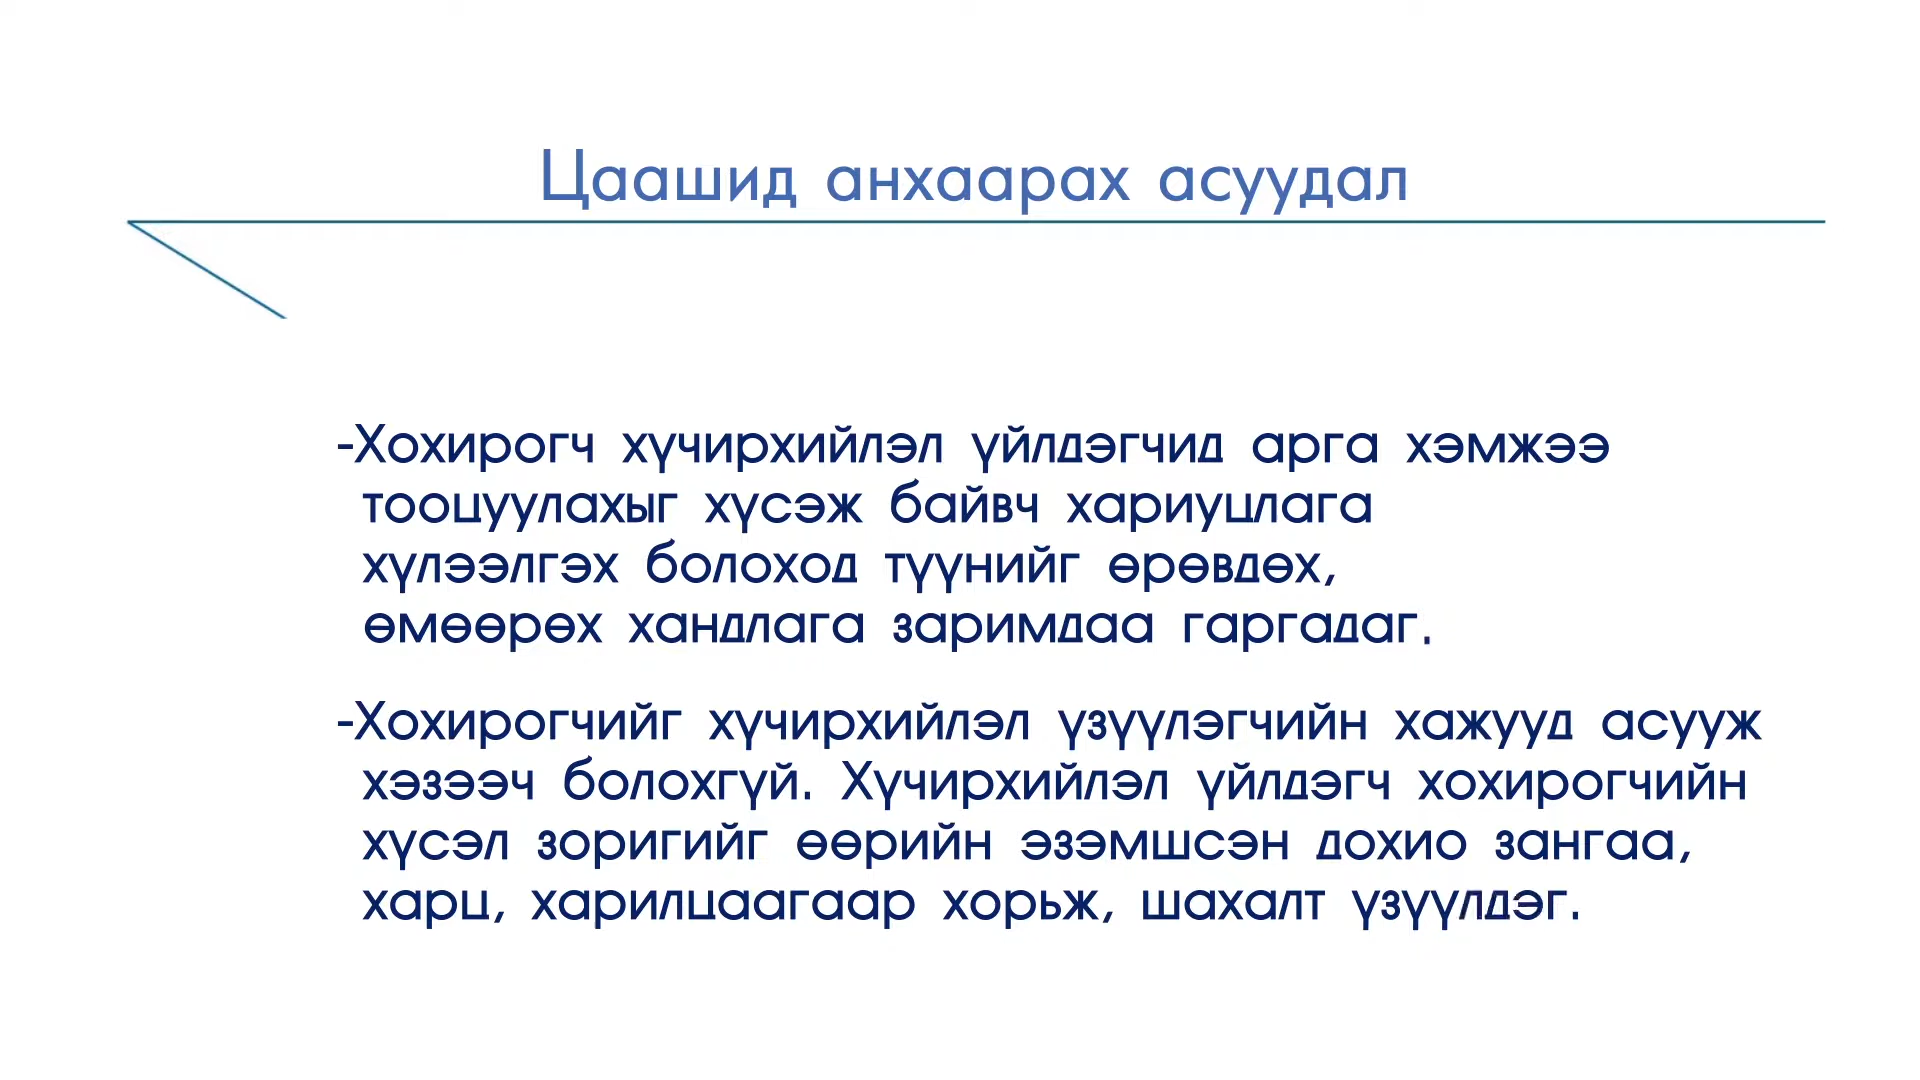 Цаашид анхаарах асуудал
-Хохирогч хүчирхийлэл үйлдэгчид арга хэмжээ
тооцуулахыг хүсэж байвч хариуцлага
хүлээлгэх болоход түүнийг өрөвдөх,
өмөөрөх хандлага заримдаа гаргадаг.
-Хохирогчийг хүчирхийлэл үзүүлэгчийн хажууд асууж
хэзээч болохгүй. Хүчирхийлэл үйлдэгч хохирогчийн
хүсэл зоригийг өөрийн эзэмшсэн дохио зангаа,
харц, харилцаагаар хорьж, шахалт үзүүлдэг.